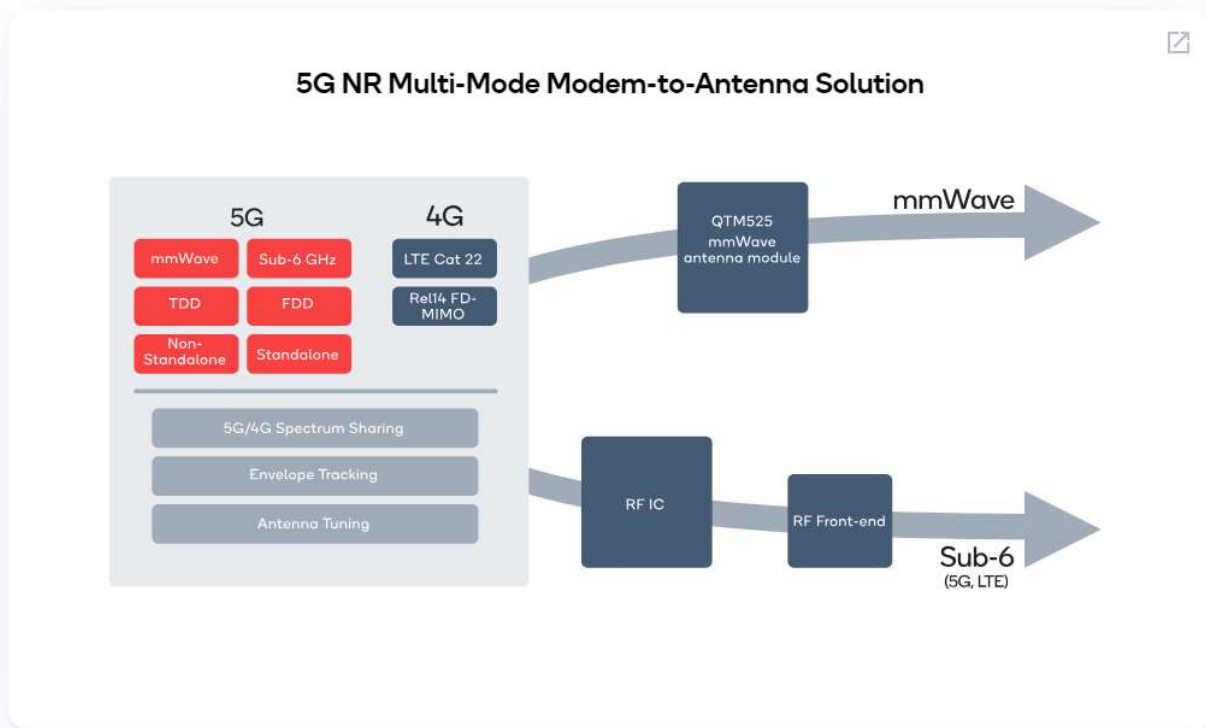 5G NR Multi-Mode Modem-to-Antenna Solution
5G
4G
mmWave
Sub-6 GHz
LTE Cat 22
TDD
FDD
Rel14 FD-
MIMO
Non-
Standalone
Standalone
5G/4G Spectrum Sharing
Envelope Tracking
Antenna Tuning
QTM525
mmWave
antenna module
mmWave
RF IC
RF Front-end
Sub-6
(5G, LTE)